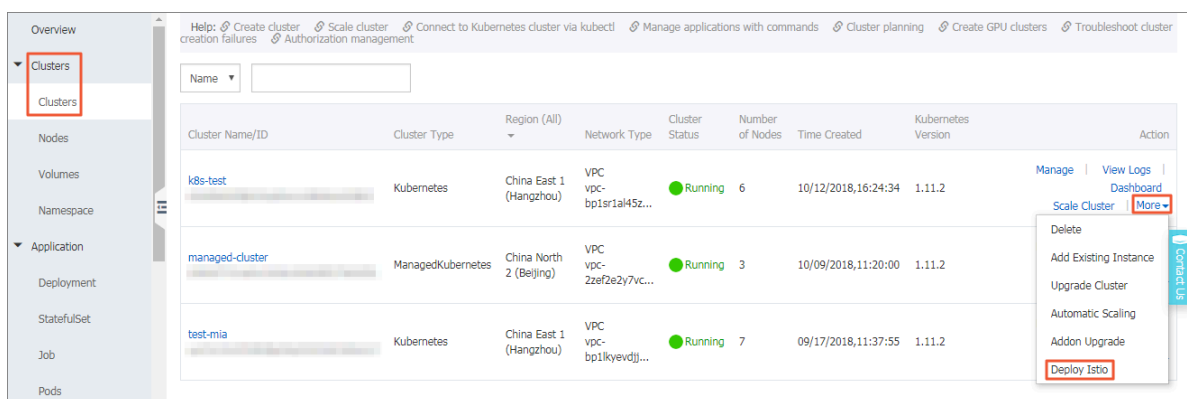 Overview
Clusters
Clusters
Nodes
Volumes
Namespace
Application
Deployment
StatefulSet
Job
Pods
Help: Create cluster Scale cluster Connect to Kubernetes cluster via kubectl Manage applications with commands Cluster planning Create GPU clusters Troubleshoot cluster
creation failures Authorization management
Name
Cluster Name/ID Cluster Type Region (All) Network Type Cluster Status Number of Nodes Time Created Kubernetes Version Action
k8s-test Kubernetes China East 1 (Hangzhou) VPC vpc-bp1sr1al45z... Running 6 10/12/2018,16:24:34 1.11.2
Manage View Logs
Dashboard
Scale Cluster More
managed-cluster ManagedKubernetes China North 2 (Beijing) VPC vpc-2zef2e2y7vc... Running 3 10/09/2018,11:20:00 1.11.2
test-mia Kubernetes China East 1 (Hangzhou) VPC vpc-bp1lkyevdjj... Running 7 09/17/2018,11:37:55 1.11.2
Delete
Add Existing Instance
Upgrade Cluster
Automatic Scaling
Addon Upgrade
Deploy Istio
Contact Us